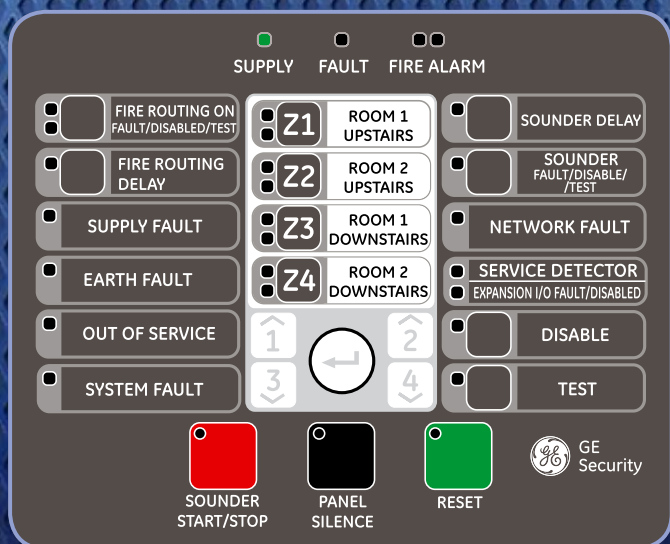 SUPPLY FAULT FIRE ALARM
FIRE ROUTING ON
FAULT/DISABLED/TEST
FIRE ROUTING
DELAY
SUPPLY FAULT
EARTH FAULT
OUT OF SERVICE
SYSTEM FAULT
Z1 ROOM 1
UPSTAIRS
Z2 ROOM 2
UPSTAIRS
Z3 ROOM 1
DOWNSTAIRS
Z4 ROOM 2
DOWNSTAIRS
1 2
3 4
SOUNDER DELAY
SOUNDER
FAULT/DISABLE/
/TEST
NETWORK FAULT
SERVICE DETECTOR
EXPANSION I/O FAULT/DISABLED
DISABLE
TEST
SOUNDER
START/STOP
PANEL
SILENCE
RESET
GE
Security